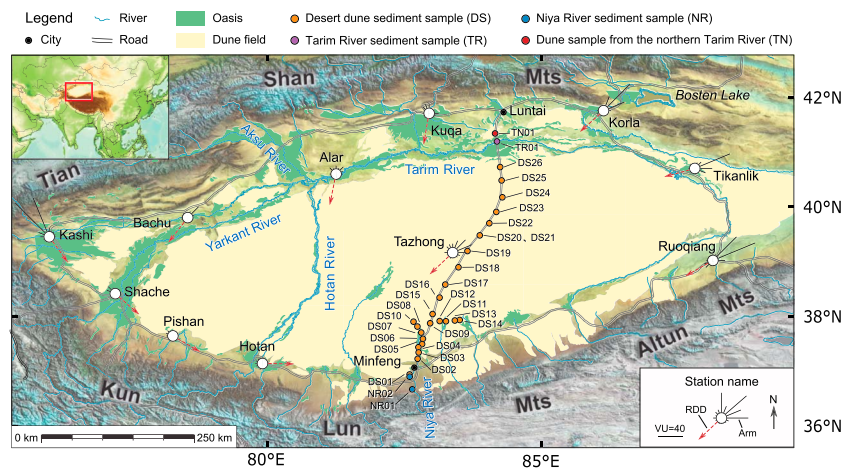 Legend
River
Oasis
Desert dune sediment sample (DS)
Niya River sediment sample (NR)
City
Road
Dune field
Tarim River sediment sample (TR)
Dune sample from the northern Tarim River (TN)
Shan
Mts
Bosten Lake
42°N
Luntai
Kuqa
Korla
TN01
TR01
Aksu River
Alar
Tarim River
DS26
Tian
Tikanlik
DS25
DS24
40°N
DS23
Bachu
DS22
Yarkant River
Kashi
DS20、DS21
Tazhong
Ruoqiang
DS19
Hotan River
DS18
Shache
DS16
DS17
DS15
DS12
DS08
DS11
DS10
DS13
Mts
DS07
DS14
38°N
Pishan
DS09
DS06
DS04
Altun
DS05
DS03
Hotan
Minfeng
DS02
DS01
Kun
NR02
Niya River
NR01
Mts
Lun
Station name
RDD
N
VU=40
Arm
36°N
0 km
250 km
80°E
85°E